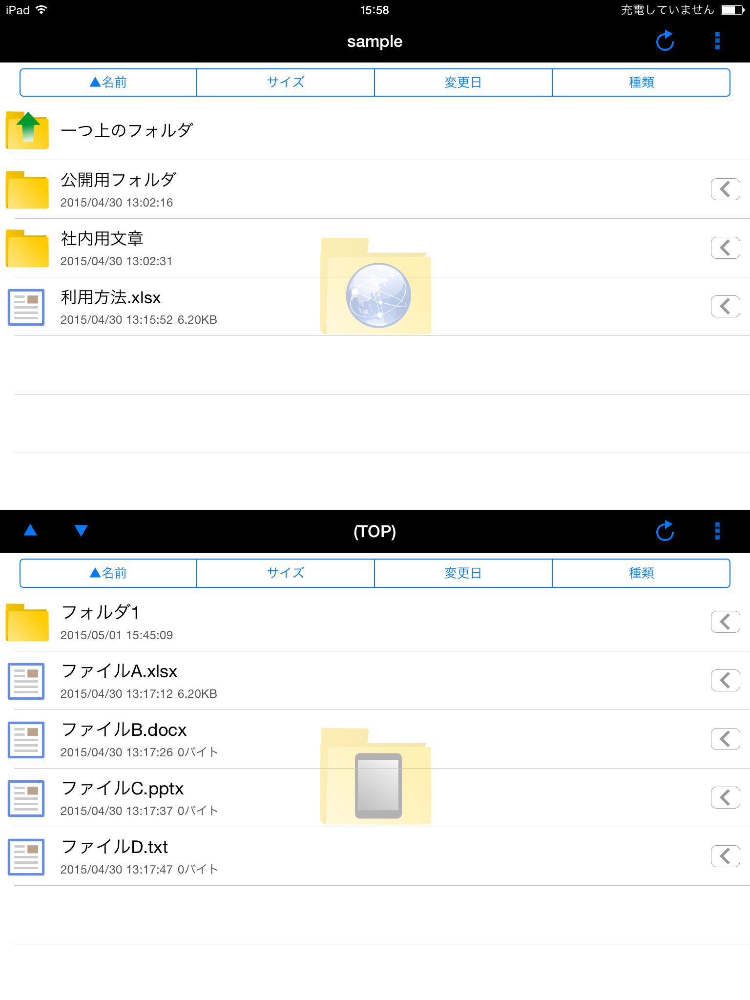 iPad 15:58 充電していません
sample
▲名前 サイズ 変更日 種類
一つ上のフォルダ
公開用フォルダ
2015/04/30 13:02:16
社内用文章
2015/04/30 13:02:31
利用方法.xlsx
2015/04/30 13:15:52 6.20KB
(TOP)
▲名前 サイズ 変更日 種類
フォルダ1
2015/05/01 15:45:09
ファイルA.xlsx
2015/04/30 13:17:12 6.20KB
ファイルB.docx
2015/04/30 13:17:26 0バイト
ファイルC.pptx
2015/04/30 13:17:37 0バイト
ファイルD.txt
2015/04/30 13:17:47 0バイト